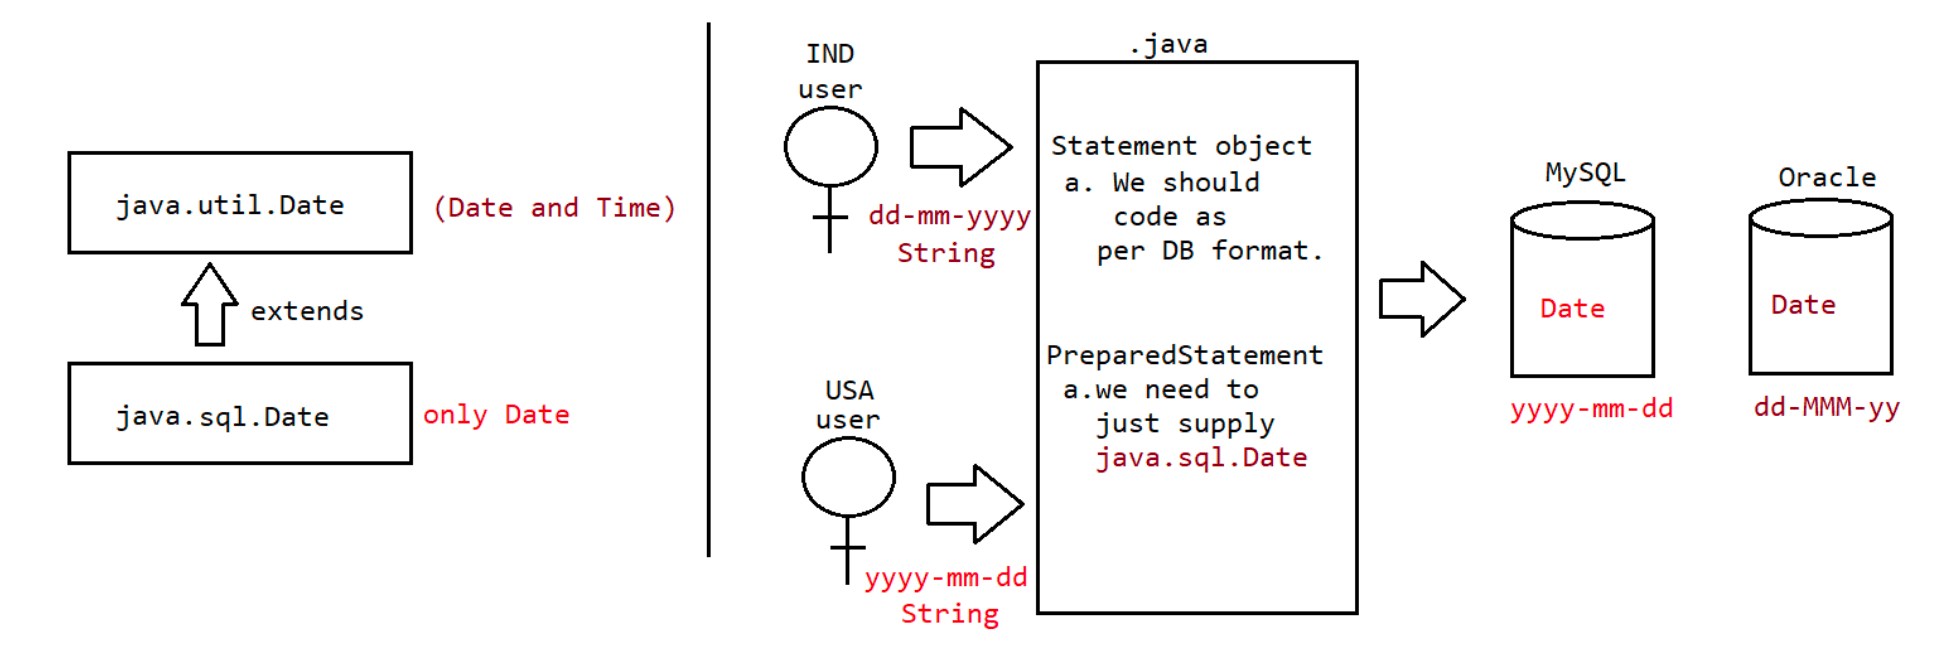 java.util.Date
(Date and Time)
extends
java.sql.Date
only Date
IND
user
dd-mm-yyyy
String
USA
user
yyyy-mm-dd
String
.java
Statement object
a. We should
code as
per DB format.
PreparedStatement
a.we need to
just supply
java.sql.Date
MySQL
Date
yyyy-mm-dd
Oracle
Date
dd-MMM-yy